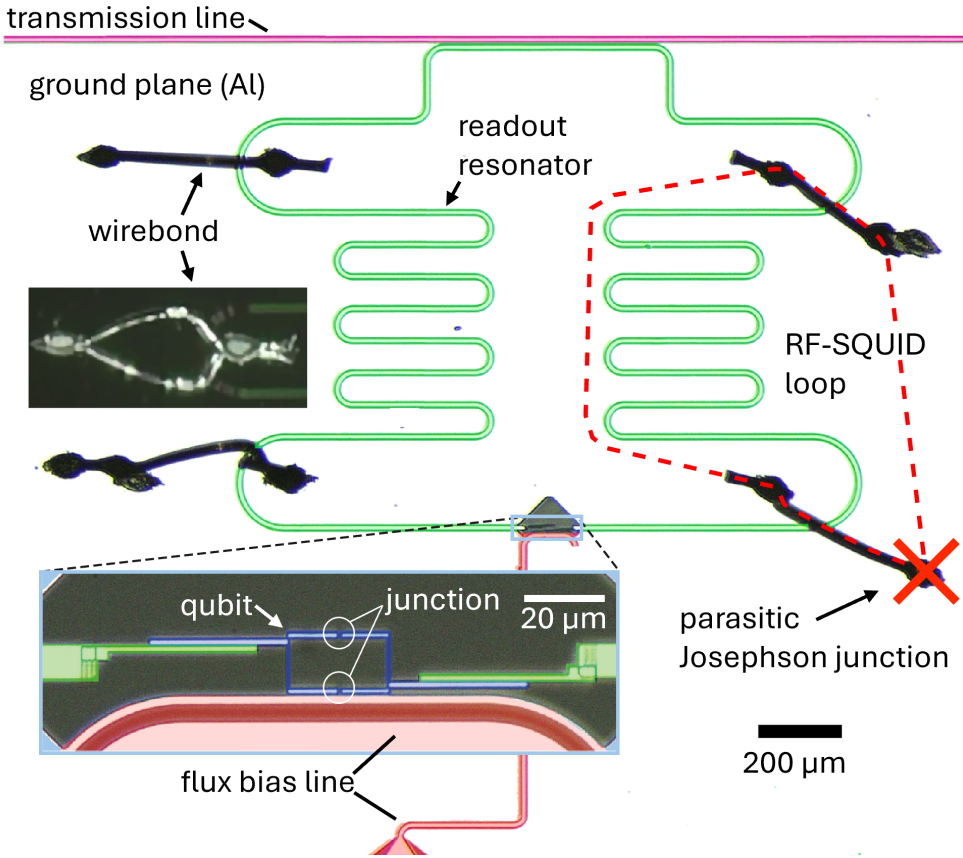 transmission line
ground plane (Al)
readout
resonator
wirebond
RF-SQUID
loop
qubit
junction
20 µm
parasitic
Josephson junction
200 µm
flux bias line